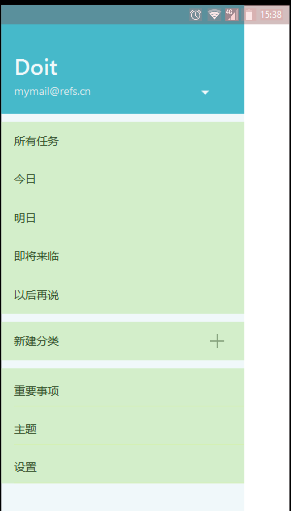 4G 15:38
Doit
mymail@refs.cn
所有任务
今日
明日
即将来临
以后再说
新建分类
重要事项
主题
设置